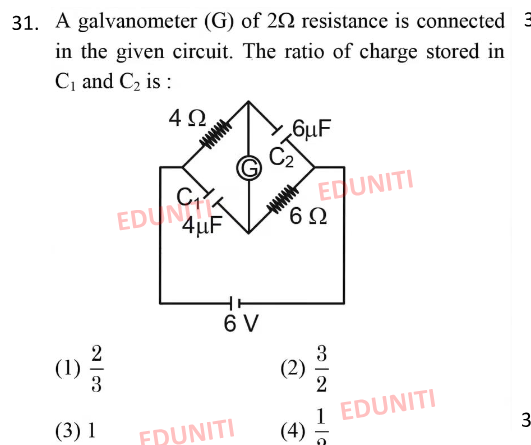 31. A galvanometer (G) of 2Ω resistance is connected 3
in the given circuit. The ratio of charge stored in
C₁ and C₂ is :
4 Ω
6μF
C₂
G
EDUNITI
C₁
EDUNITI
4μF
6 Ω
6 V
(1) 2/3
(2) 3/2
EDUNITI
(3) 1
(4) 1/
3
EDUNITI